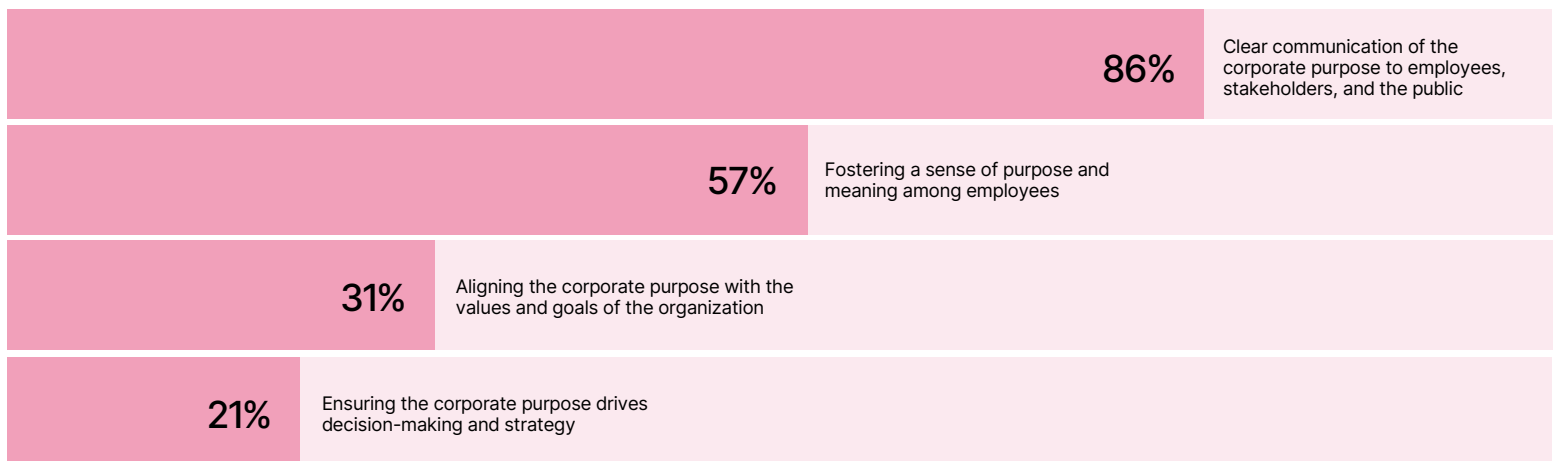 86%
Clear communication of the
corporate purpose to employees,
stakeholders, and the public
57%
Fostering a sense of purpose and
meaning among employees
31%
Aligning the corporate purpose with the
values and goals of the organization
21%
Ensuring the corporate purpose drives
decision-making and strategy